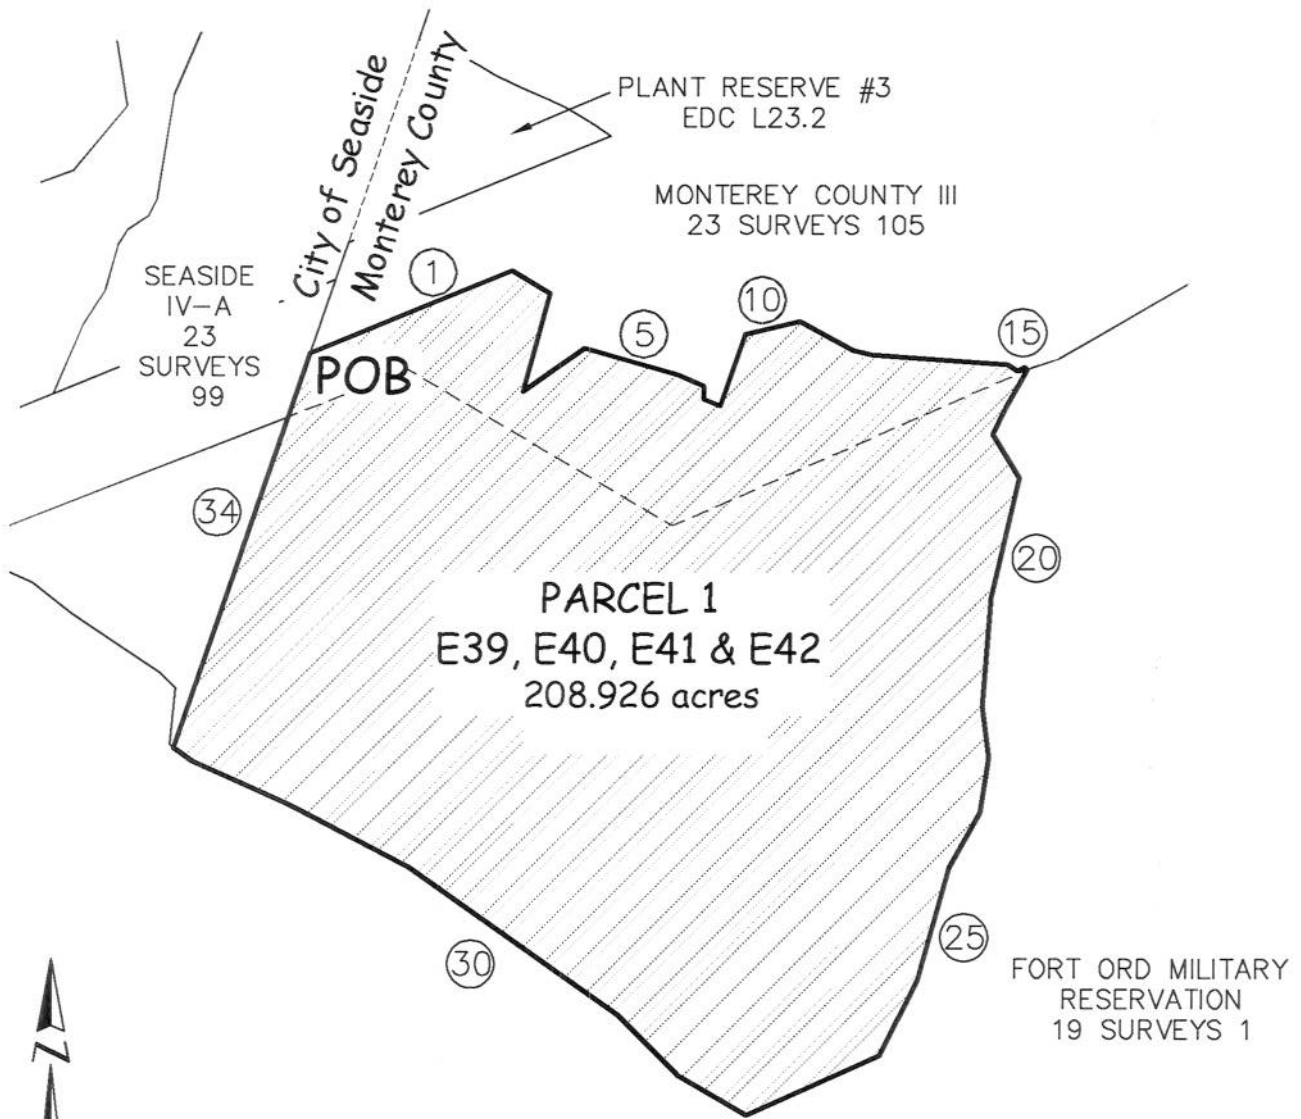 City of Seaside
Monterey County
PLANT RESERVE #3
EDC L23.2
MONTEREY COUNTY III
23 SURVEYS 105
SEASIDE
IV-A
23
SURVEYS
99
1
5
10
15
POB
34
20
PARCEL 1
E39, E40, E41 & E42
208.926 acres
25
30
FORT ORD MILITARY
RESERVATION
19 SURVEYS 1
N